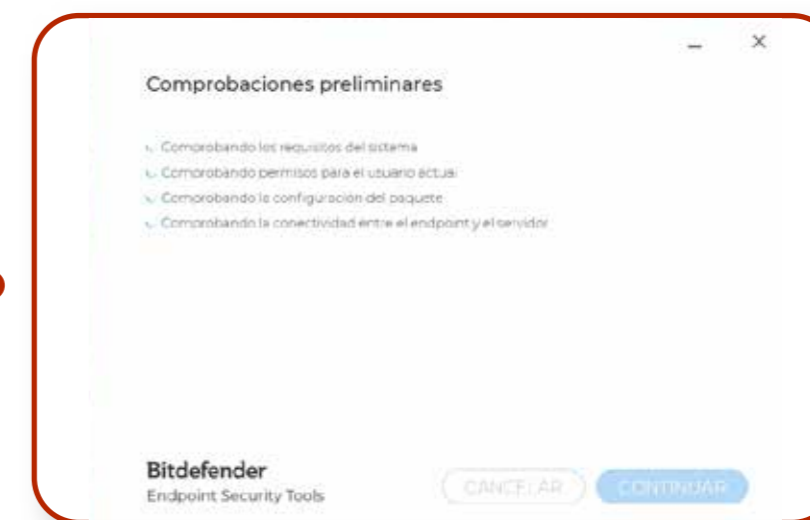 Comprobaciones preliminares
Comprobando los requisitos del sistema
Comprobando permisos para el usuario actual
Comprobando la configuración del paquete
Comprobando la conectividad entre el endpoint y el servidor
Bitdefender
Endpoint Security Tools
CANCELAR
CONTINUAR